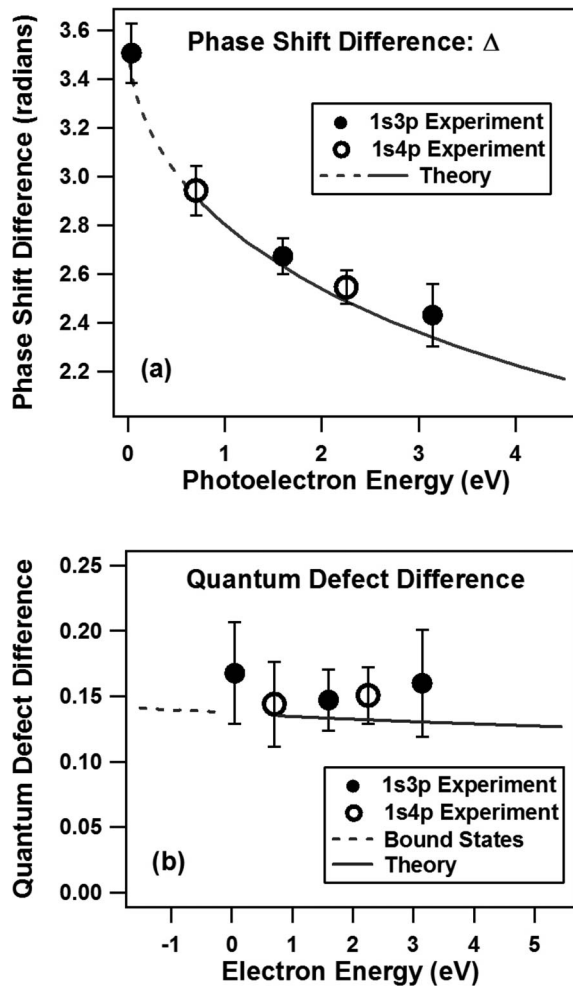 Phase Shift Difference: Δ
Phase Shift Difference (radians)
3.6
3.4
3.2
3.0
2.8
2.6
2.4
2.2
1s3p Experiment
1s4p Experiment
Theory
(a)
0 1 2 3 4
Photoelectron Energy (eV)
Quantum Defect Difference
Quantum Defect Difference
0.25
0.20
0.15
0.10
0.05
0.00
1s3p Experiment
1s4p Experiment
Bound States
Theory
(b)
-1 0 1 2 3 4 5
Electron Energy (eV)